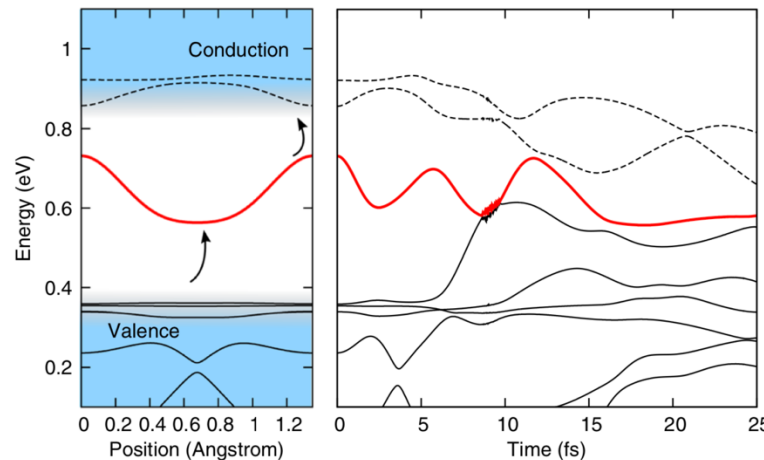 Energy (eV)
1
0.8
0.6
0.4
0.2
Conduction
Valence
0 0.2 0.4 0.6 0.8 1 1.2
Position (Angstrom)
0 5 10 15 20 25
Time (fs)